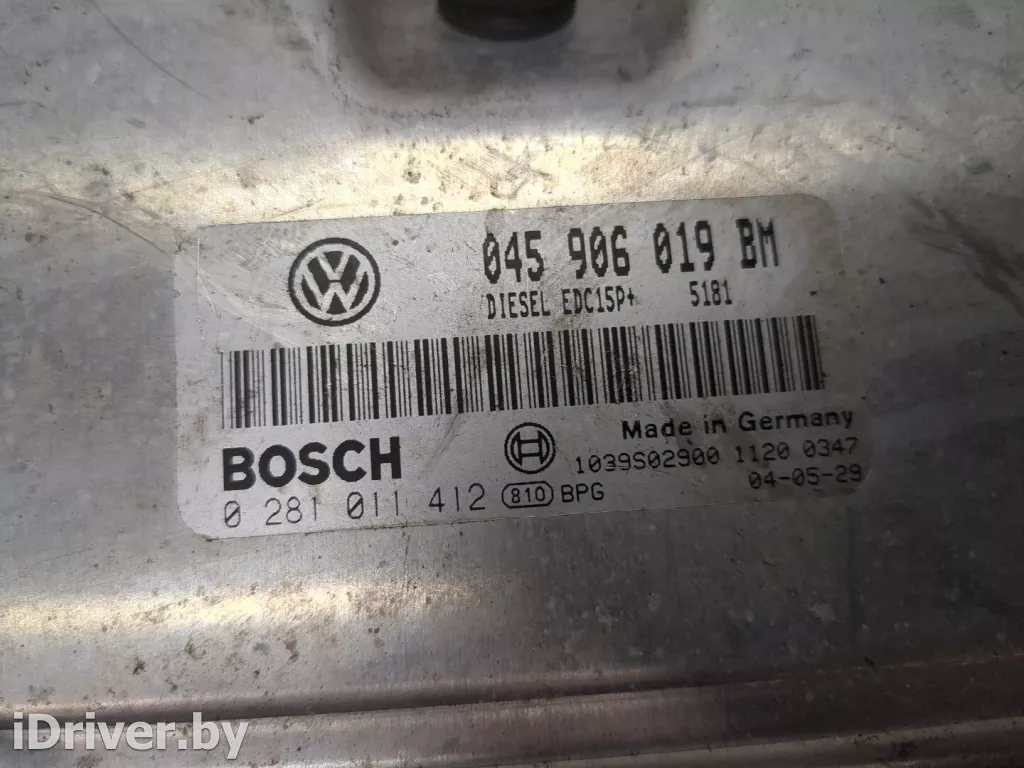 045 906 019 BM
DIESEL EDC15P+ 5181
Made in Germany
BOSCH
1039S02900 1120 0347
0 281 011 412 810 BPG
04-05-29
iDriver.by